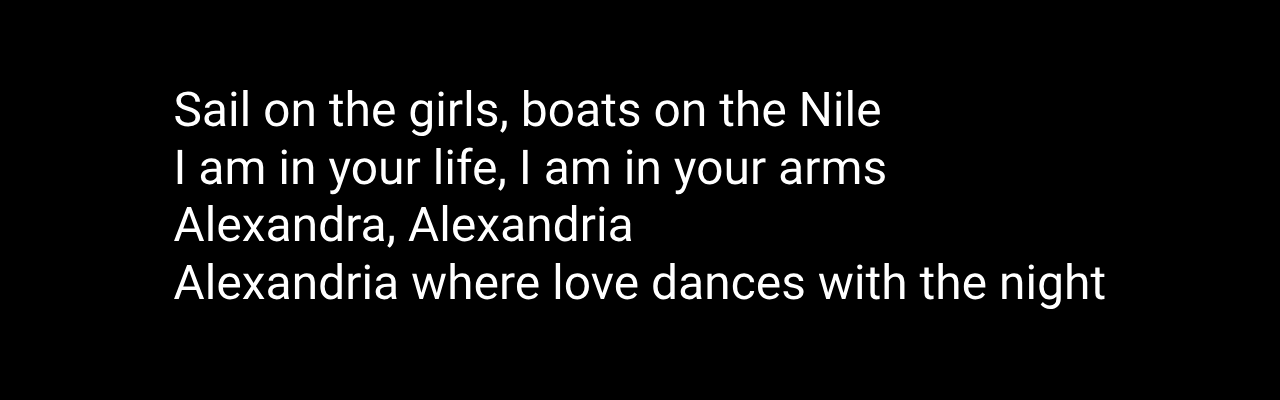 Sail on the girls, boats on the Nile
I am in your life, I am in your arms
Alexandra, Alexandria
Alexandria where love dances with the night